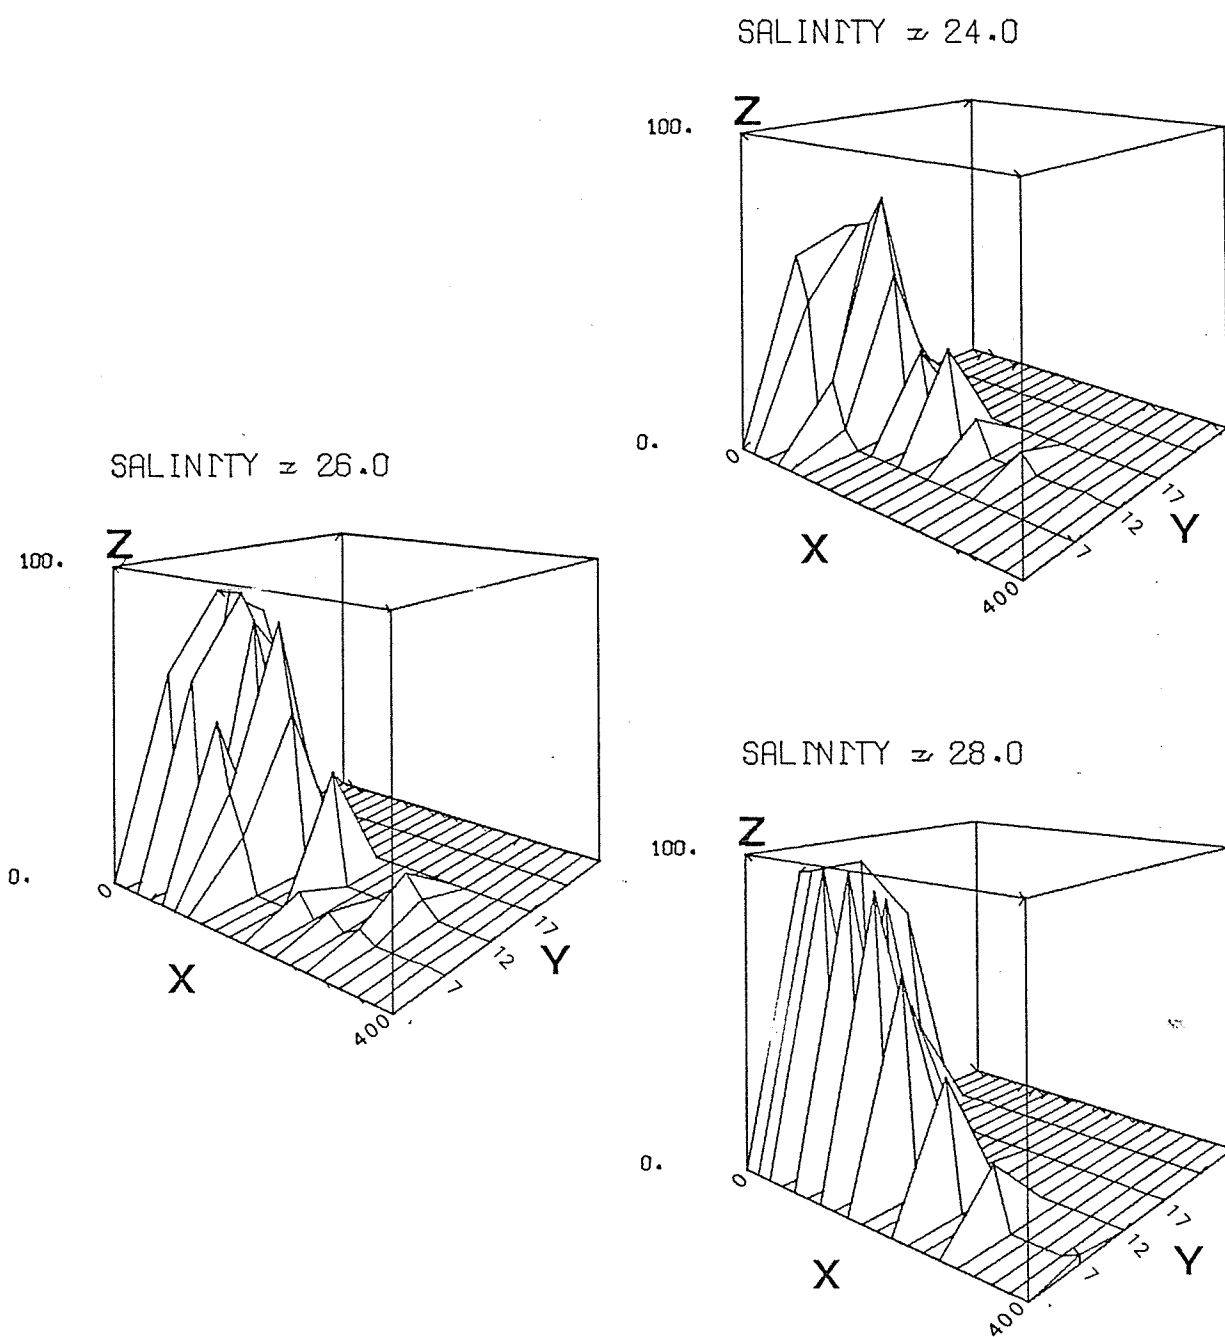 SALINITY = 24.0
Z
100.
0.
0
X
400
7
12
17
Y
SALINITY = 26.0
Z
100.
0.
0
X
400
7
12
17
Y
SALINITY = 28.0
Z
100.
0.
0
X
400
7
12
17
Y